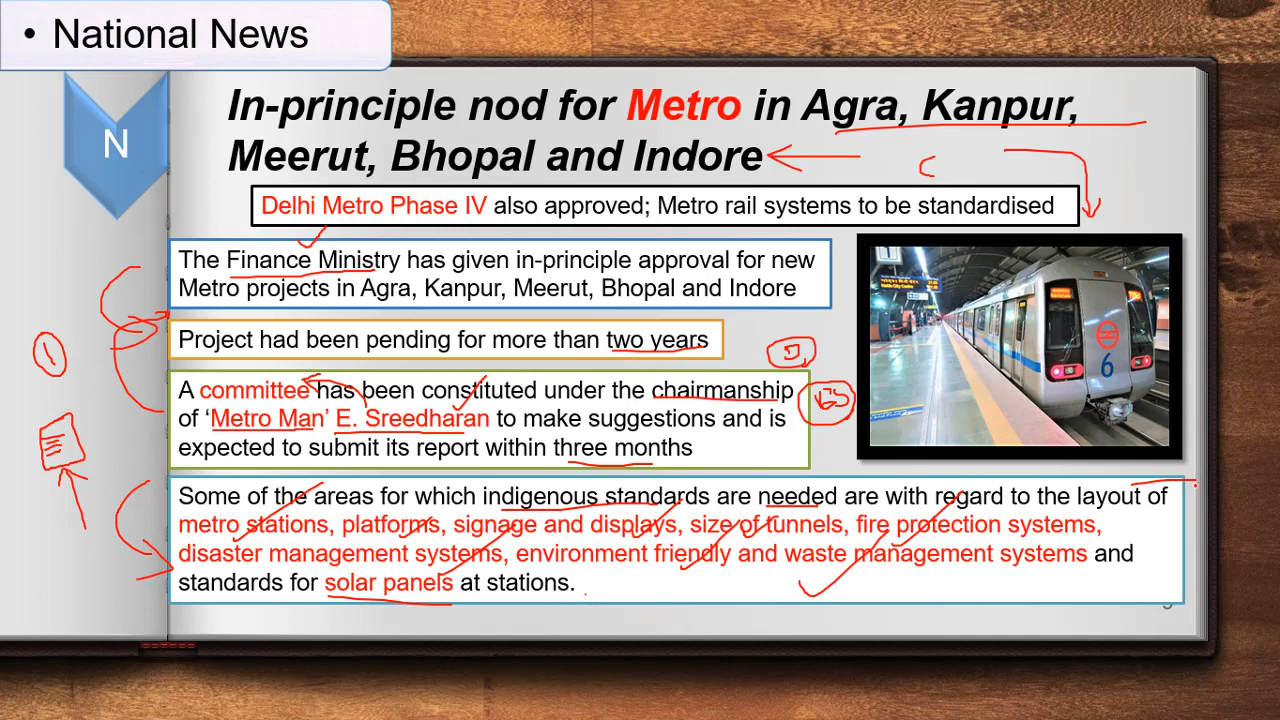 • National News
N
In-principle nod for Metro in Agra, Kanpur,
Meerut, Bhopal and Indore
Delhi Metro Phase IV also approved; Metro rail systems to be standardised
The Finance Ministry has given in-principle approval for new
Metro projects in Agra, Kanpur, Meerut, Bhopal and Indore
Project had been pending for more than two years
A committee has been constituted under the chairmanship
of ‘Metro Man’ E. Sreedharan to make suggestions and is
expected to submit its report within three months
6
Some of the areas for which indigenous standards are needed are with regard to the layout of
metro stations, platforms, signage and displays, size of tunnels, fire protection systems,
disaster management systems, environment friendly and waste management systems and
standards for solar panels at stations.